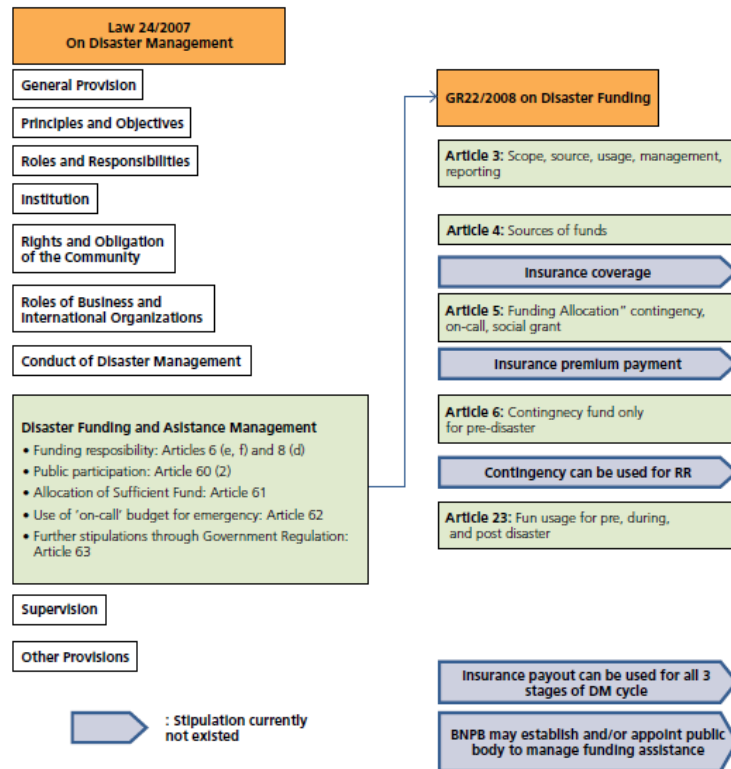 Law 24/2007
On Disaster Management
General Provision
Principles and Objectives
Roles and Responsibilities
Institution
Rights and Obligation
of the Community
Roles of Business and
International Organizations
Conduct of Disaster Management
Disaster Funding and Asistance Management
• Funding resposibility: Articles 6 (e, f) and 8 (d)
• Public participation: Article 60 (2)
• Allocation of Sufficient Fund: Article 61
• Use of ‘on-call’ budget for emergency: Article 62
• Further stipulations through Government Regulation:
Article 63
Supervision
Other Provisions
: Stipulation currently
not existed
GR22/2008 on Disaster Funding
Article 3: Scope, source, usage, management,
reporting
Article 4: Sources of funds
Insurance coverage
Article 5: Funding Allocation” contingency,
on-call, social grant
Insurance premium payment
Article 6: Contingnecy fund only
for pre-disaster
Contingency can be used for RR
Article 23: Fun usage for pre, during,
and post disaster
Insurance payout can be used for all 3
stages of DM cycle
BNPB may establish and/or appoint public
body to manage funding assistance